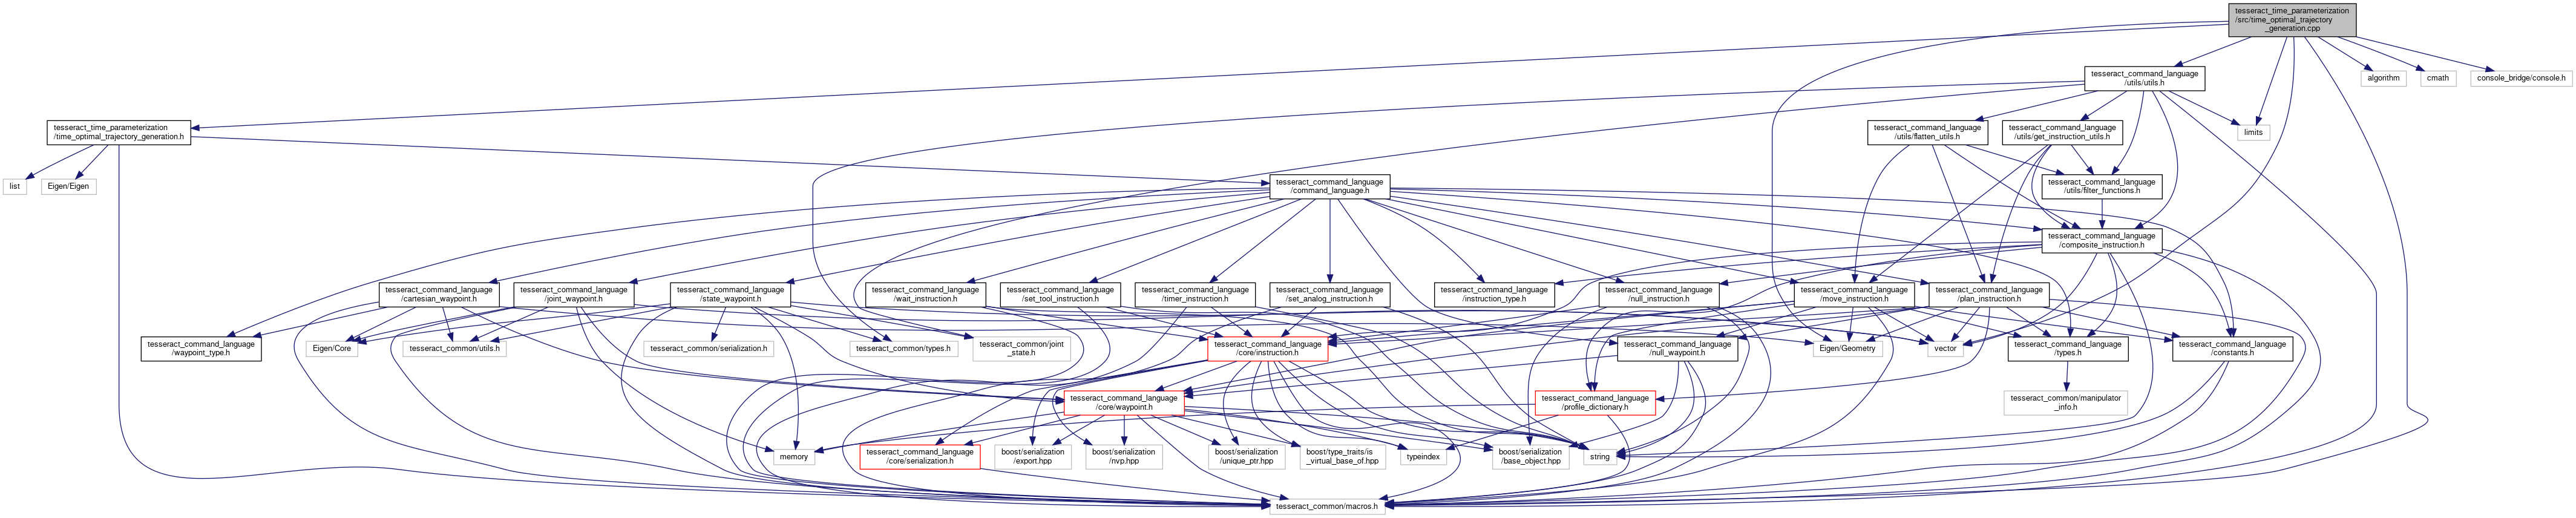 tesseract_time_parameterization
/src/time_optimal_trajectory
_generation.cpp
tesseract_command_language
/utils/utils.h
algorithm
cmath
console_bridge/console.h
tesseract_time_parameterization
/time_optimal_trajectory_generation.h
tesseract_command_language
/utils/flatten_utils.h
tesseract_command_language
/utils/get_instruction_utils.h
limits
list
Eigen/Eigen
tesseract_command_language
/command_language.h
tesseract_command_language
/utils/filter_functions.h
tesseract_command_language
/composite_instruction.h
tesseract_command_language
/cartesian_waypoint.h
tesseract_command_language
/joint_waypoint.h
tesseract_command_language
/state_waypoint.h
tesseract_command_language
/wait_instruction.h
tesseract_command_language
/set_tool_instruction.h
tesseract_command_language
/timer_instruction.h
tesseract_command_language
/set_analog_instruction.h
tesseract_command_language
/instruction_type.h
tesseract_command_language
/null_instruction.h
tesseract_command_language
/move_instruction.h
tesseract_command_language
/plan_instruction.h
tesseract_command_language
/waypoint_type.h
Eigen/Core
tesseract_common/utils.h
tesseract_common/serialization.h
tesseract_common/types.h
tesseract_common/joint
_state.h
tesseract_command_language
/core/instruction.h
tesseract_command_language
/null_waypoint.h
Eigen/Geometry
vector
tesseract_command_language
/types.h
tesseract_command_language
/constants.h
tesseract_command_language
/core/waypoint.h
tesseract_command_language
/profile_dictionary.h
tesseract_common/manipulator
_info.h
memory
tesseract_command_language
/core/serialization.h
boost/serialization
/export.hpp
boost/serialization
/nvp.hpp
boost/serialization
/unique_ptr.hpp
boost/type_traits/is
_virtual_base_of.hpp
typeindex
boost/serialization
/base_object.hpp
string
tesseract_common/macros.h